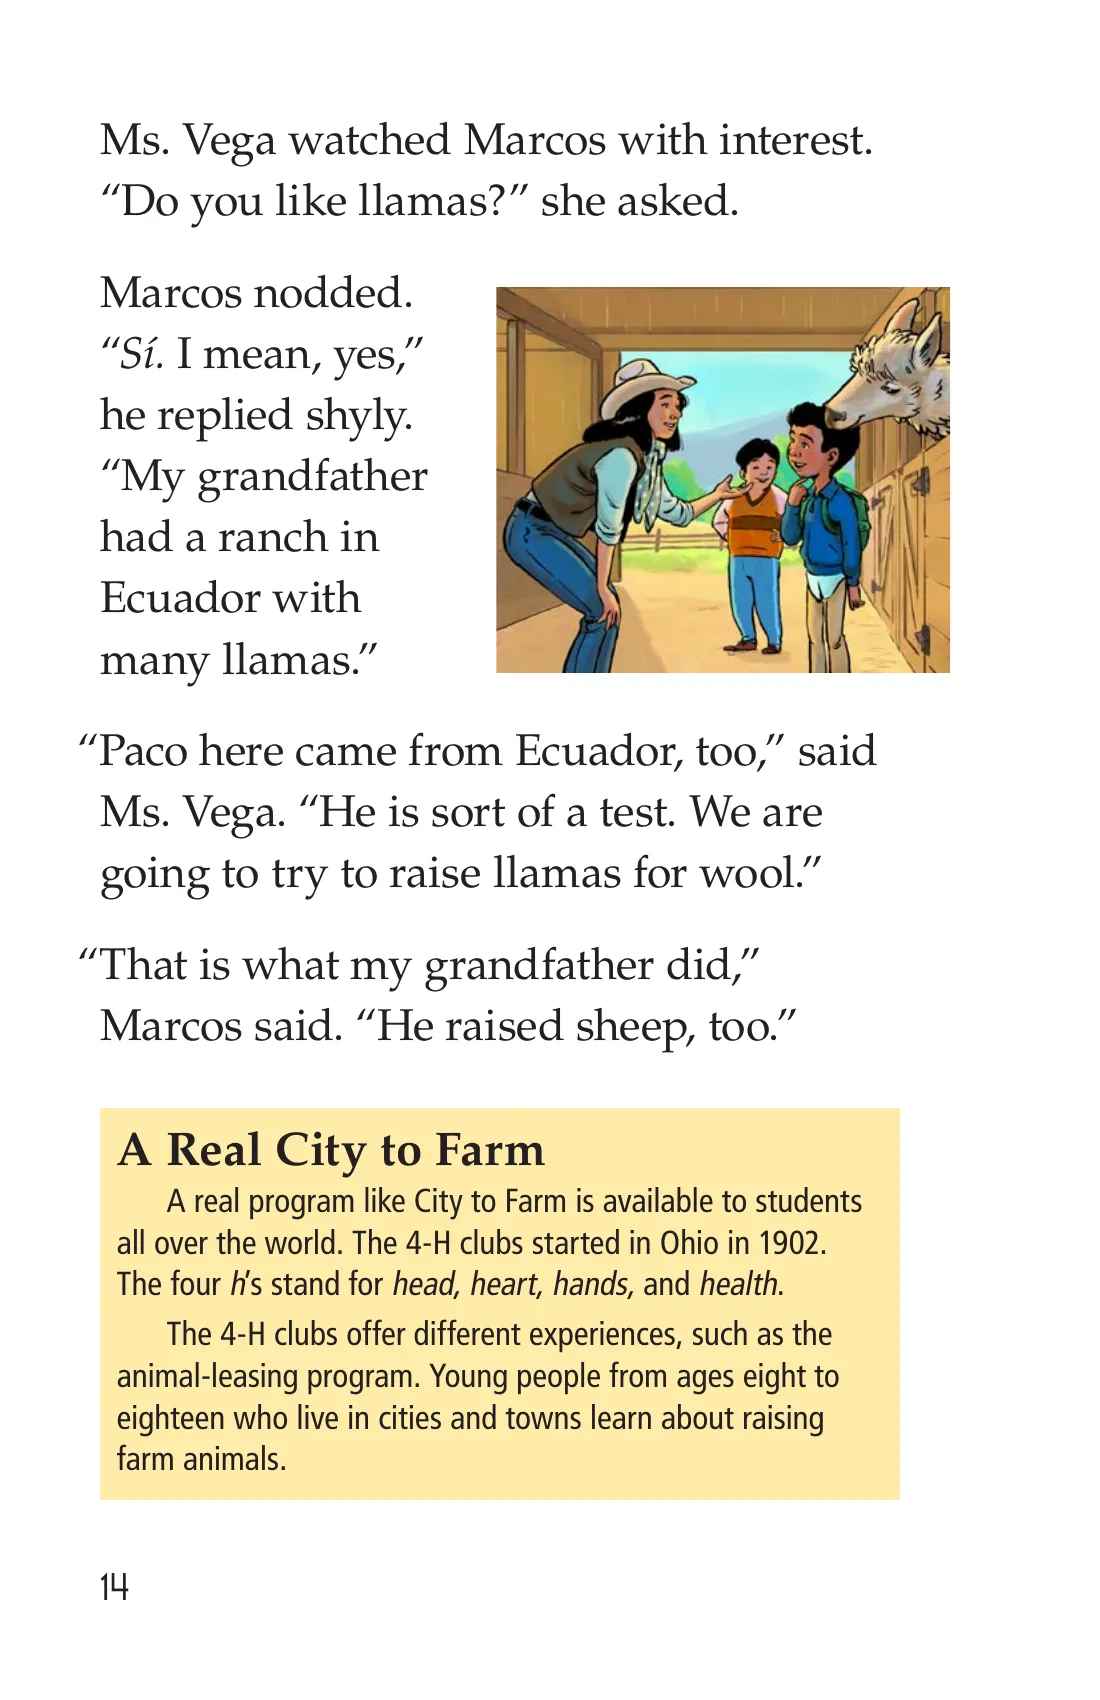 Ms. Vega watched Marcos with interest.
“Do you like llamas?” she asked.
Marcos nodded.
“Sí. I mean, yes,”
he replied shyly.
“My grandfather
had a ranch in
Ecuador with
many llamas.”
“Paco here came from Ecuador, too,” said
Ms. Vega. “He is sort of a test. We are
going to try to raise llamas for wool.”
“That is what my grandfather did,”
Marcos said. “He raised sheep, too.”
A Real City to Farm
A real program like City to Farm is available to students
all over the world. The 4-H clubs started in Ohio in 1902.
The four h’s stand for head, heart, hands, and health.
The 4-H clubs offer different experiences, such as the
animal-leasing program. Young people from ages eight to
eighteen who live in cities and towns learn about raising
farm animals.
14